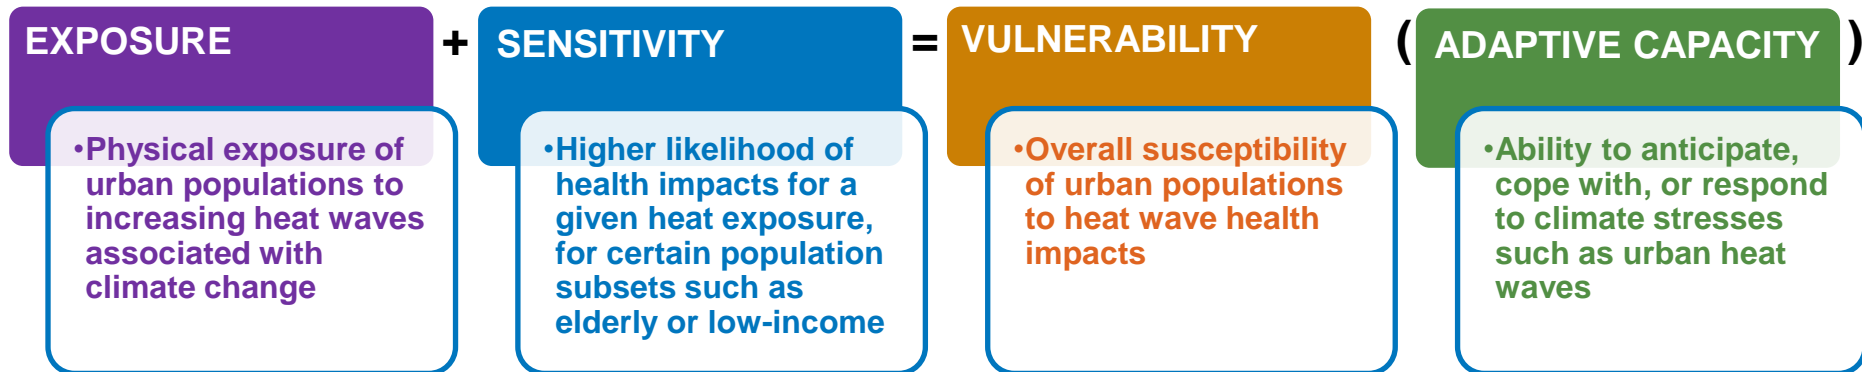 EXPOSURE + SENSITIVITY = VULNERABILITY ( ADAPTIVE CAPACITY )
•Physical exposure of
urban populations to
increasing heat waves
associated with
climate change
•Higher likelihood of
health impacts for a
given heat exposure,
for certain population
subsets such as
elderly or low-income
•Overall susceptibility
of urban populations
to heat wave health
impacts
•Ability to anticipate,
cope with, or respond
to climate stresses
such as urban heat
waves